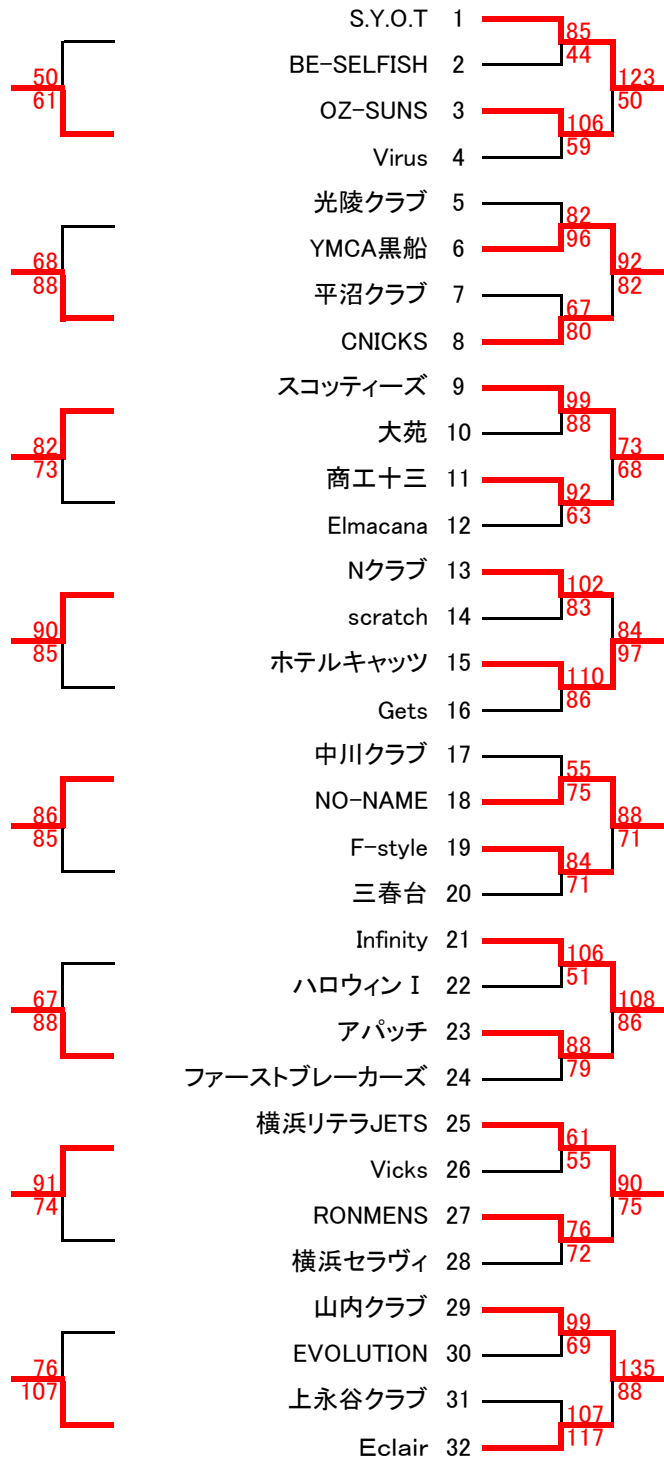 S.Y.O.T 1
85
44
BE-SELFISH 2
50
61
123
50
OZ-SUNS 3
106
59
Virus 4
光陵クラブ 5
82
96
YMCA黒船 6
68
88
92
82
平沼クラブ 7
67
80
CNICKS 8
スコッティーズ 9
99
88
大苑 10
82
73
73
68
商工十三 11
92
63
Elmacana 12
Nクラブ 13
102
83
scratch 14
90
85
84
97
ホテルキャッツ 15
110
86
Gets 16
中川クラブ 17
55
75
NO-NAME 18
86
85
88
71
F-style 19
84
71
三春台 20
Infinity 21
106
51
ハロウィンⅠ 22
67
88
108
86
アパッチ 23
88
79
ファーストブレーカーズ 24
横浜リテラJETS 25
61
55
Vicks 26
91
74
90
75
RONMENS 27
76
72
横浜セラヴィ 28
山内クラブ 29
99
69
EVOLUTION 30
76
107
135
88
上永谷クラブ 31
107
117
Eclair 32